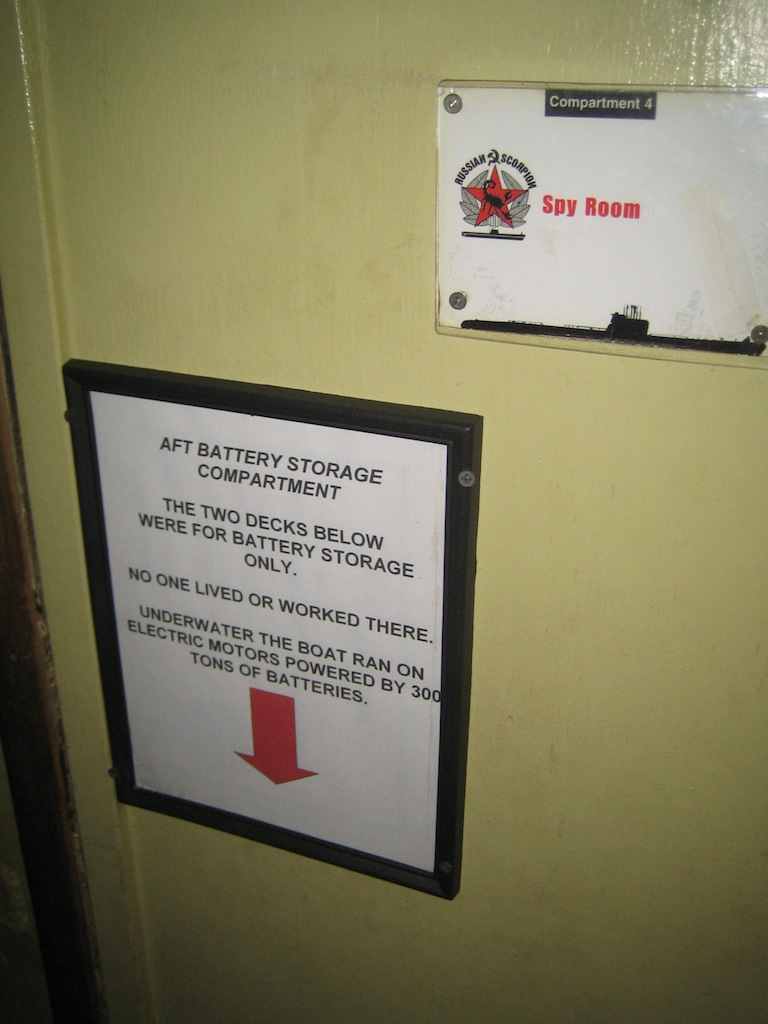 Compartment 4
RUSSIAN SCORPION
Spy Room
AFT BATTERY STORAGE
COMPARTMENT
THE TWO DECKS BELOW
WERE FOR BATTERY STORAGE
ONLY.
NO ONE LIVED OR WORKED THERE.
UNDERWATER THE BOAT RAN ON
ELECTRIC MOTORS POWERED BY 300
TONS OF BATTERIES.